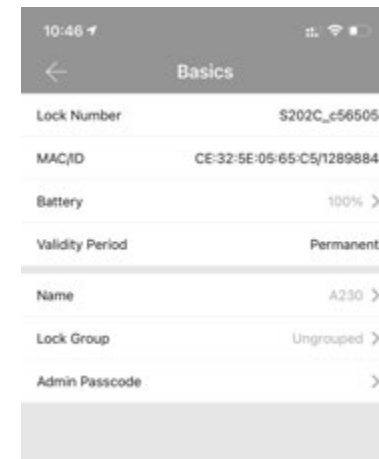 10:46
Basics
Lock Number S202C_c56505
MAC/ID CE:32:5E:05:65:C5/1289884
Battery 100%
Validity Period Permanent
Name A230
Lock Group Ungrouped
Admin Passcode